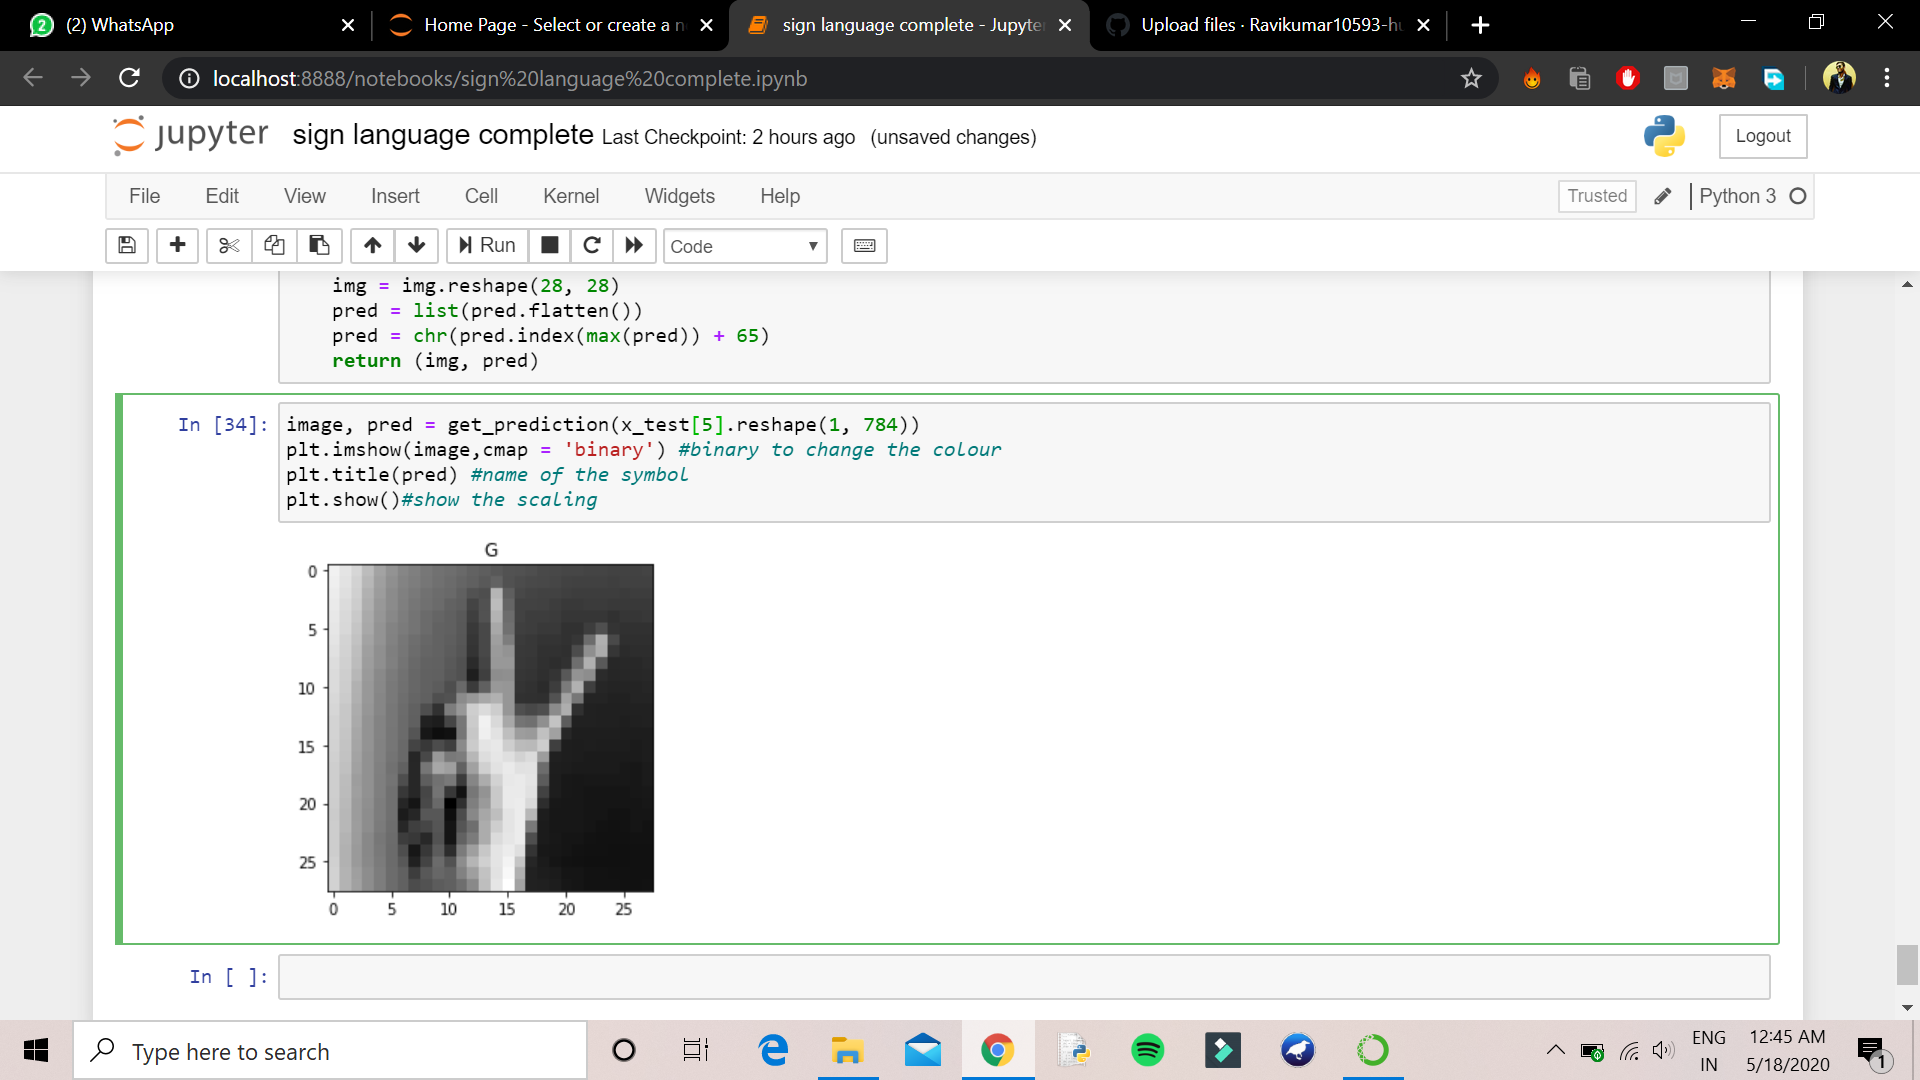 (2) WhatsApp
Home Page - Select or create a n
sign language complete - Jupyte
Upload files · Ravikumar10593-h
localhost:8888/notebooks/sign%20language%20complete.ipynb
jupyter sign language complete Last Checkpoint: 2 hours ago (unsaved changes)
Logout
File Edit View Insert Cell Kernel Widgets Help
Trusted
Python 3
Run
Code
img = img.reshape(28, 28)
pred = list(pred.flatten())
pred = chr(pred.index(max(pred)) + 65)
return (img, pred)
In [34]:
image, pred = get_prediction(x_test[5].reshape(1, 784))
plt.imshow(image,cmap = 'binary') #binary to change the colour
plt.title(pred) #name of the symbol
plt.show()#show the scaling
G
0
5
10
15
20
25
0 5 10 15 20 25
In [ ]:
Type here to search
ENG
IN
12:45 AM
5/18/2020
1